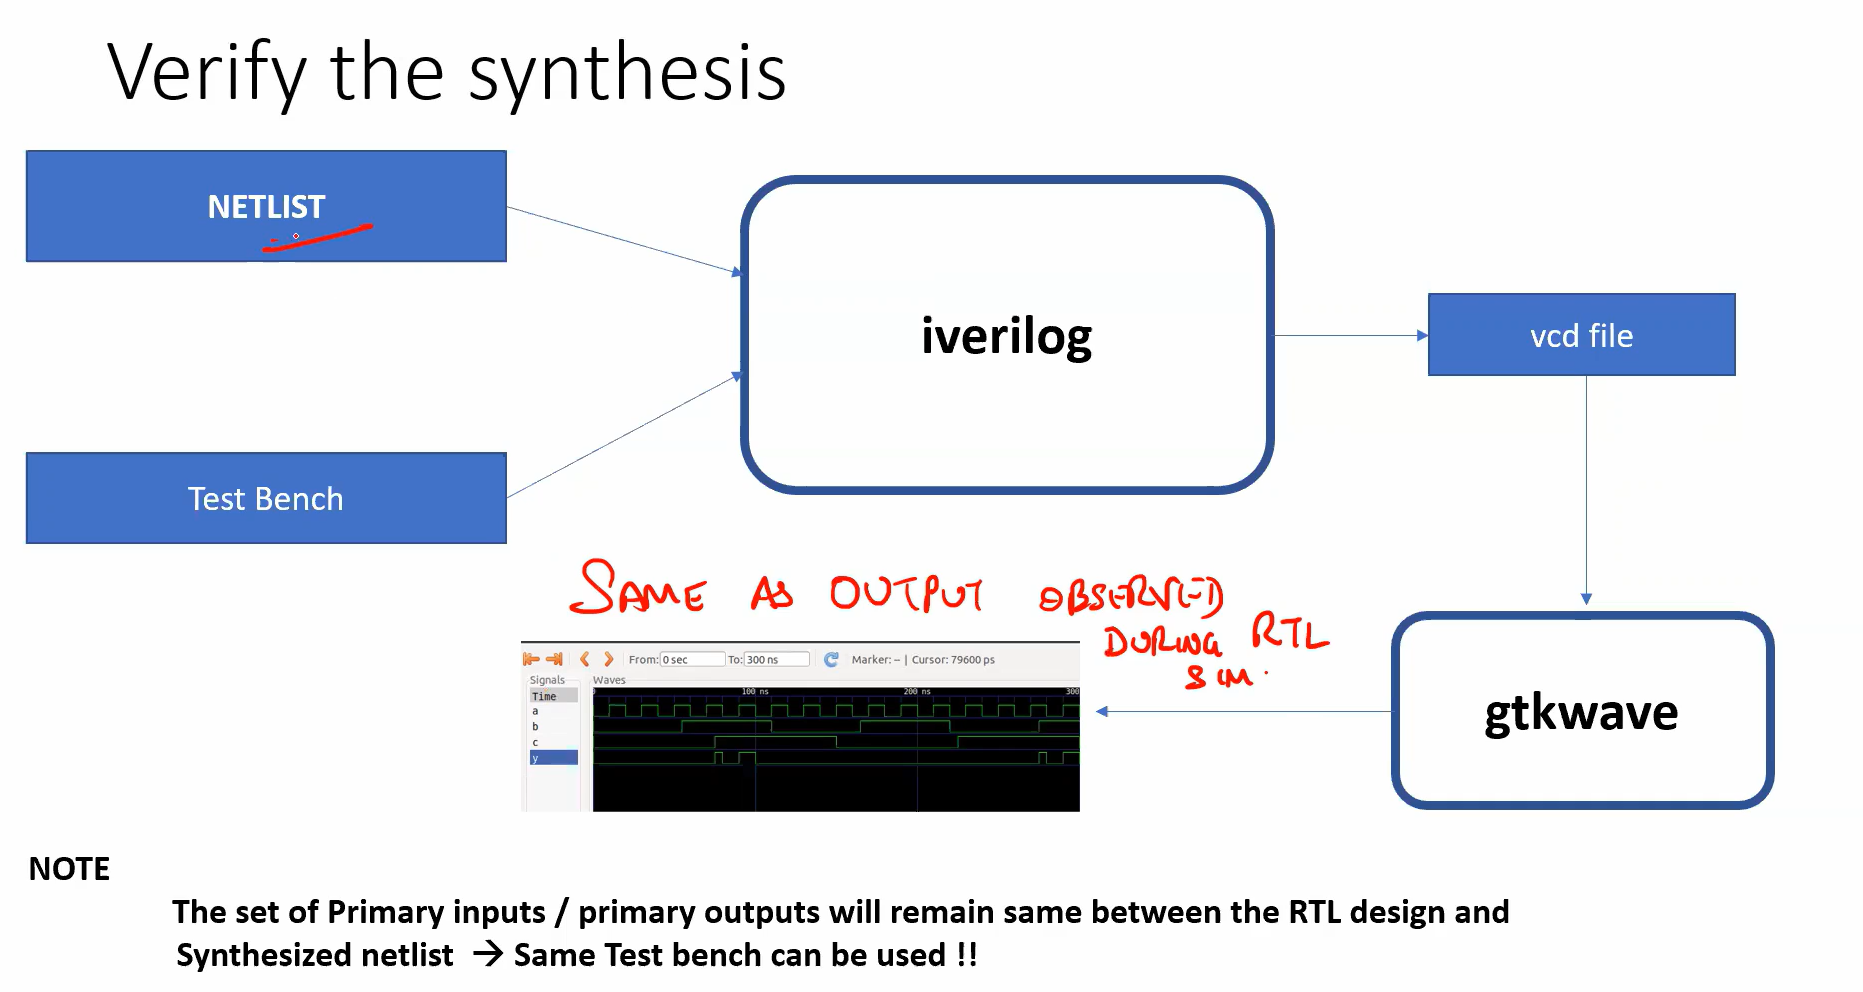 Verify the synthesis
NETLIST
iverilog
vcd file
Test Bench
SAME AS OUTPUT OBSERVED
DURING RTL
SIM.
From: 0 sec To: 300 ns Marker: -- | Cursor: 79600 ps
Signals Waves
Time 100 ns 200 ns 300
a
b
c
y
gtkwave
NOTE
The set of Primary inputs / primary outputs will remain same between the RTL design and
Synthesized netlist → Same Test bench can be used !!